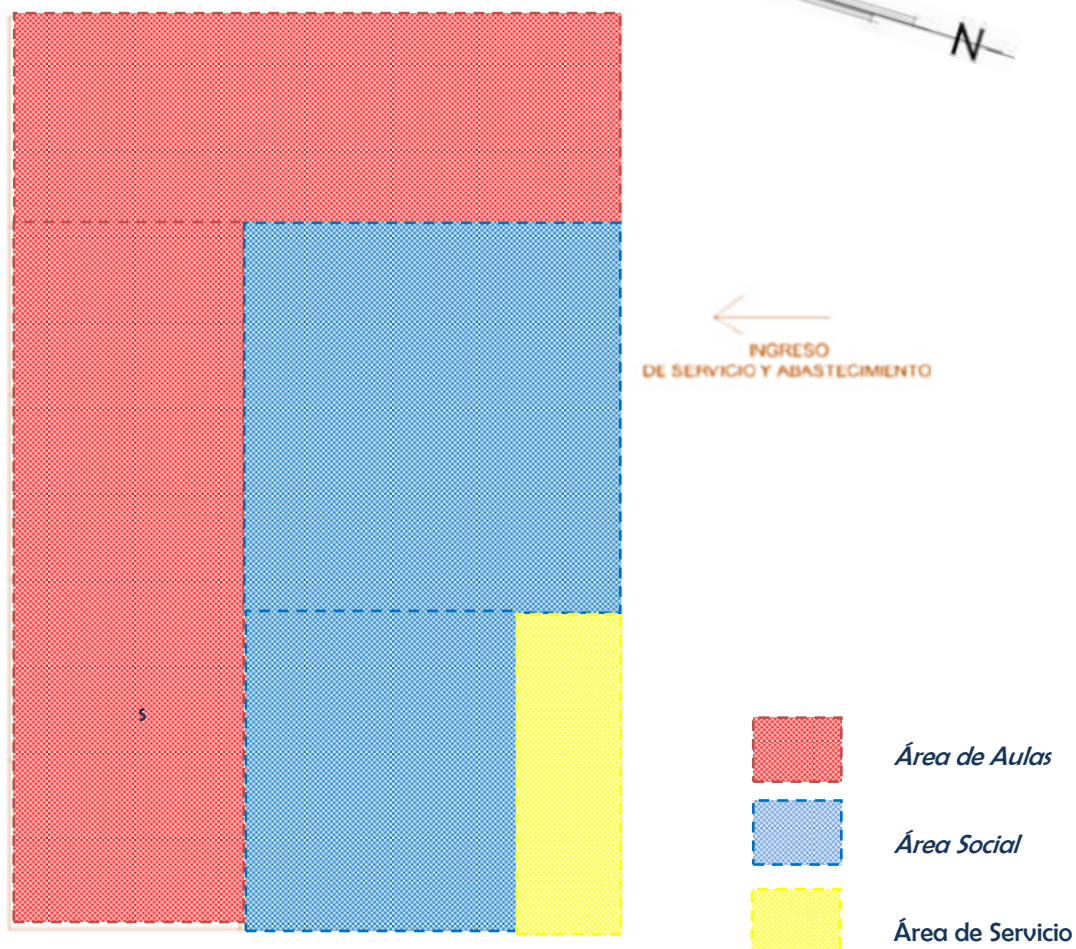 N
INGRESO
DE SERVICIO Y ABASTECIMIENTO
s
Área de Aulas
Área Social
Área de Servicio